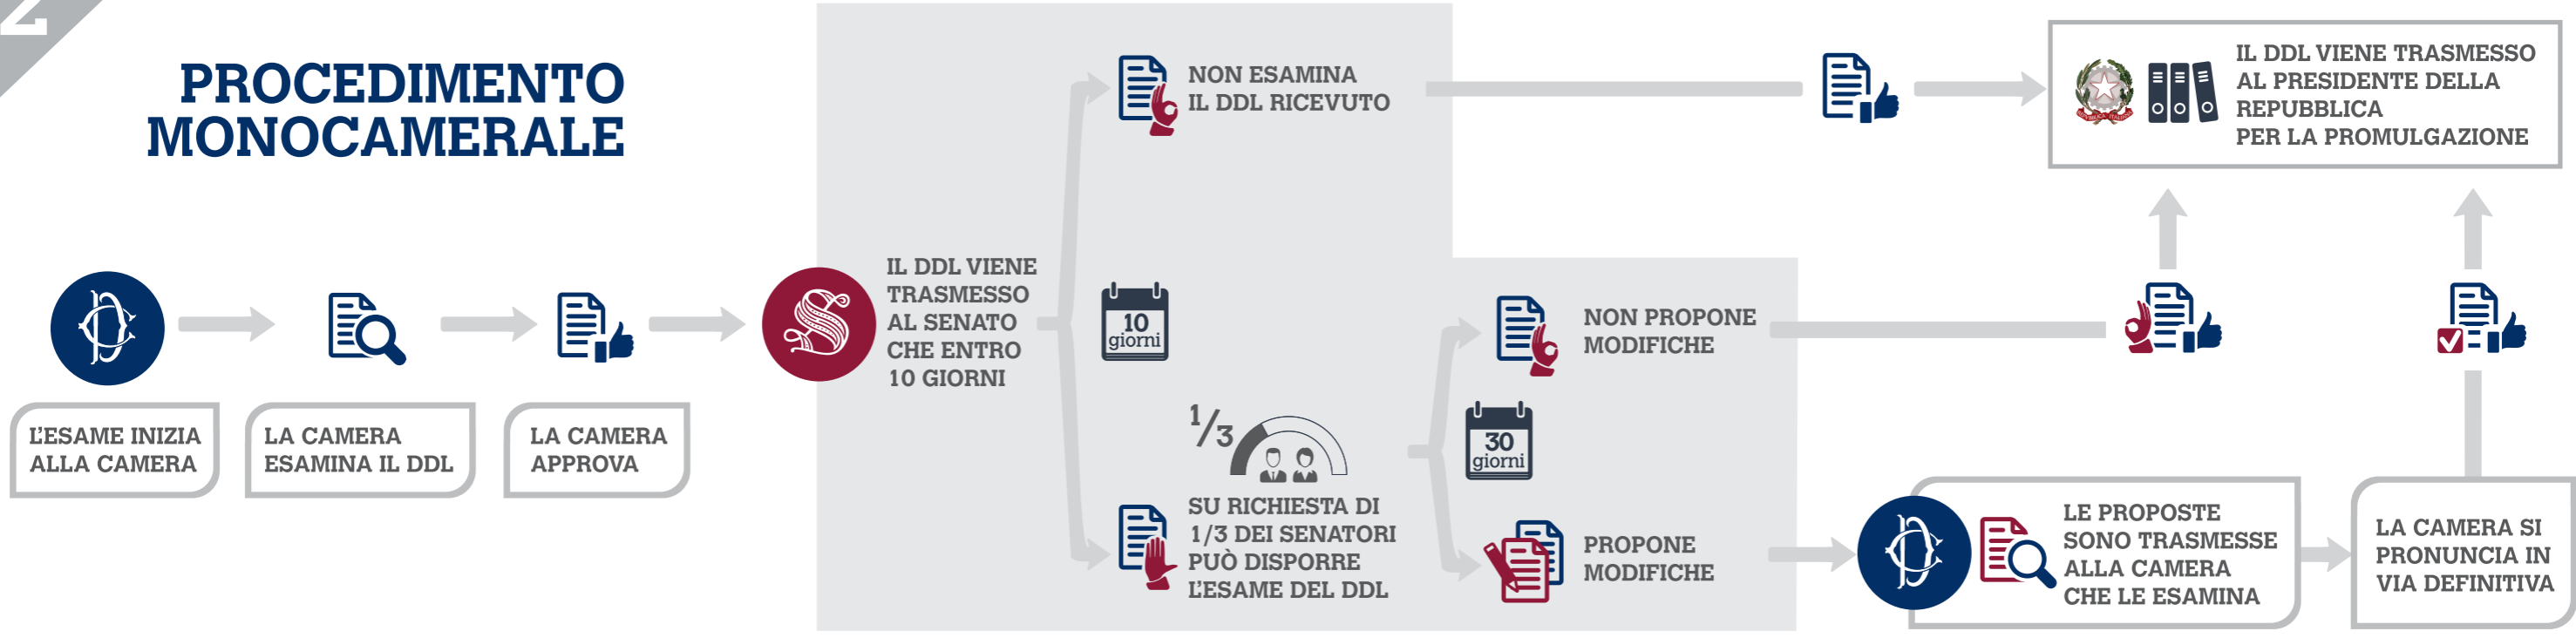 2
PROCEDIMENTO
MONOCAMERALE
L'ESAME INIZIA
ALLA CAMERA
LA CAMERA
ESAMINA IL DDL
LA CAMERA
APPROVA
IL DDL VIENE
TRASMESSO
AL SENATO
CHE ENTRO
10 GIORNI
NON ESAMINA
IL DDL RICEVUTO
10
giorni
1/3
SU RICHIESTA DI
1/3 DEI SENATORI
PUÒ DISPORRE
L'ESAME DEL DDL
NON PROPONE
MODIFICHE
30
giorni
PROPONE
MODIFICHE
LE PROPOSTE
SONO TRASMESSE
ALLA CAMERA
CHE LE ESAMINA
LA CAMERA SI
PRONUNCIA IN
VIA DEFINITIVA
IL DDL VIENE TRASMESSO
AL PRESIDENTE DELLA
REPUBBLICA
PER LA PROMULGAZIONE